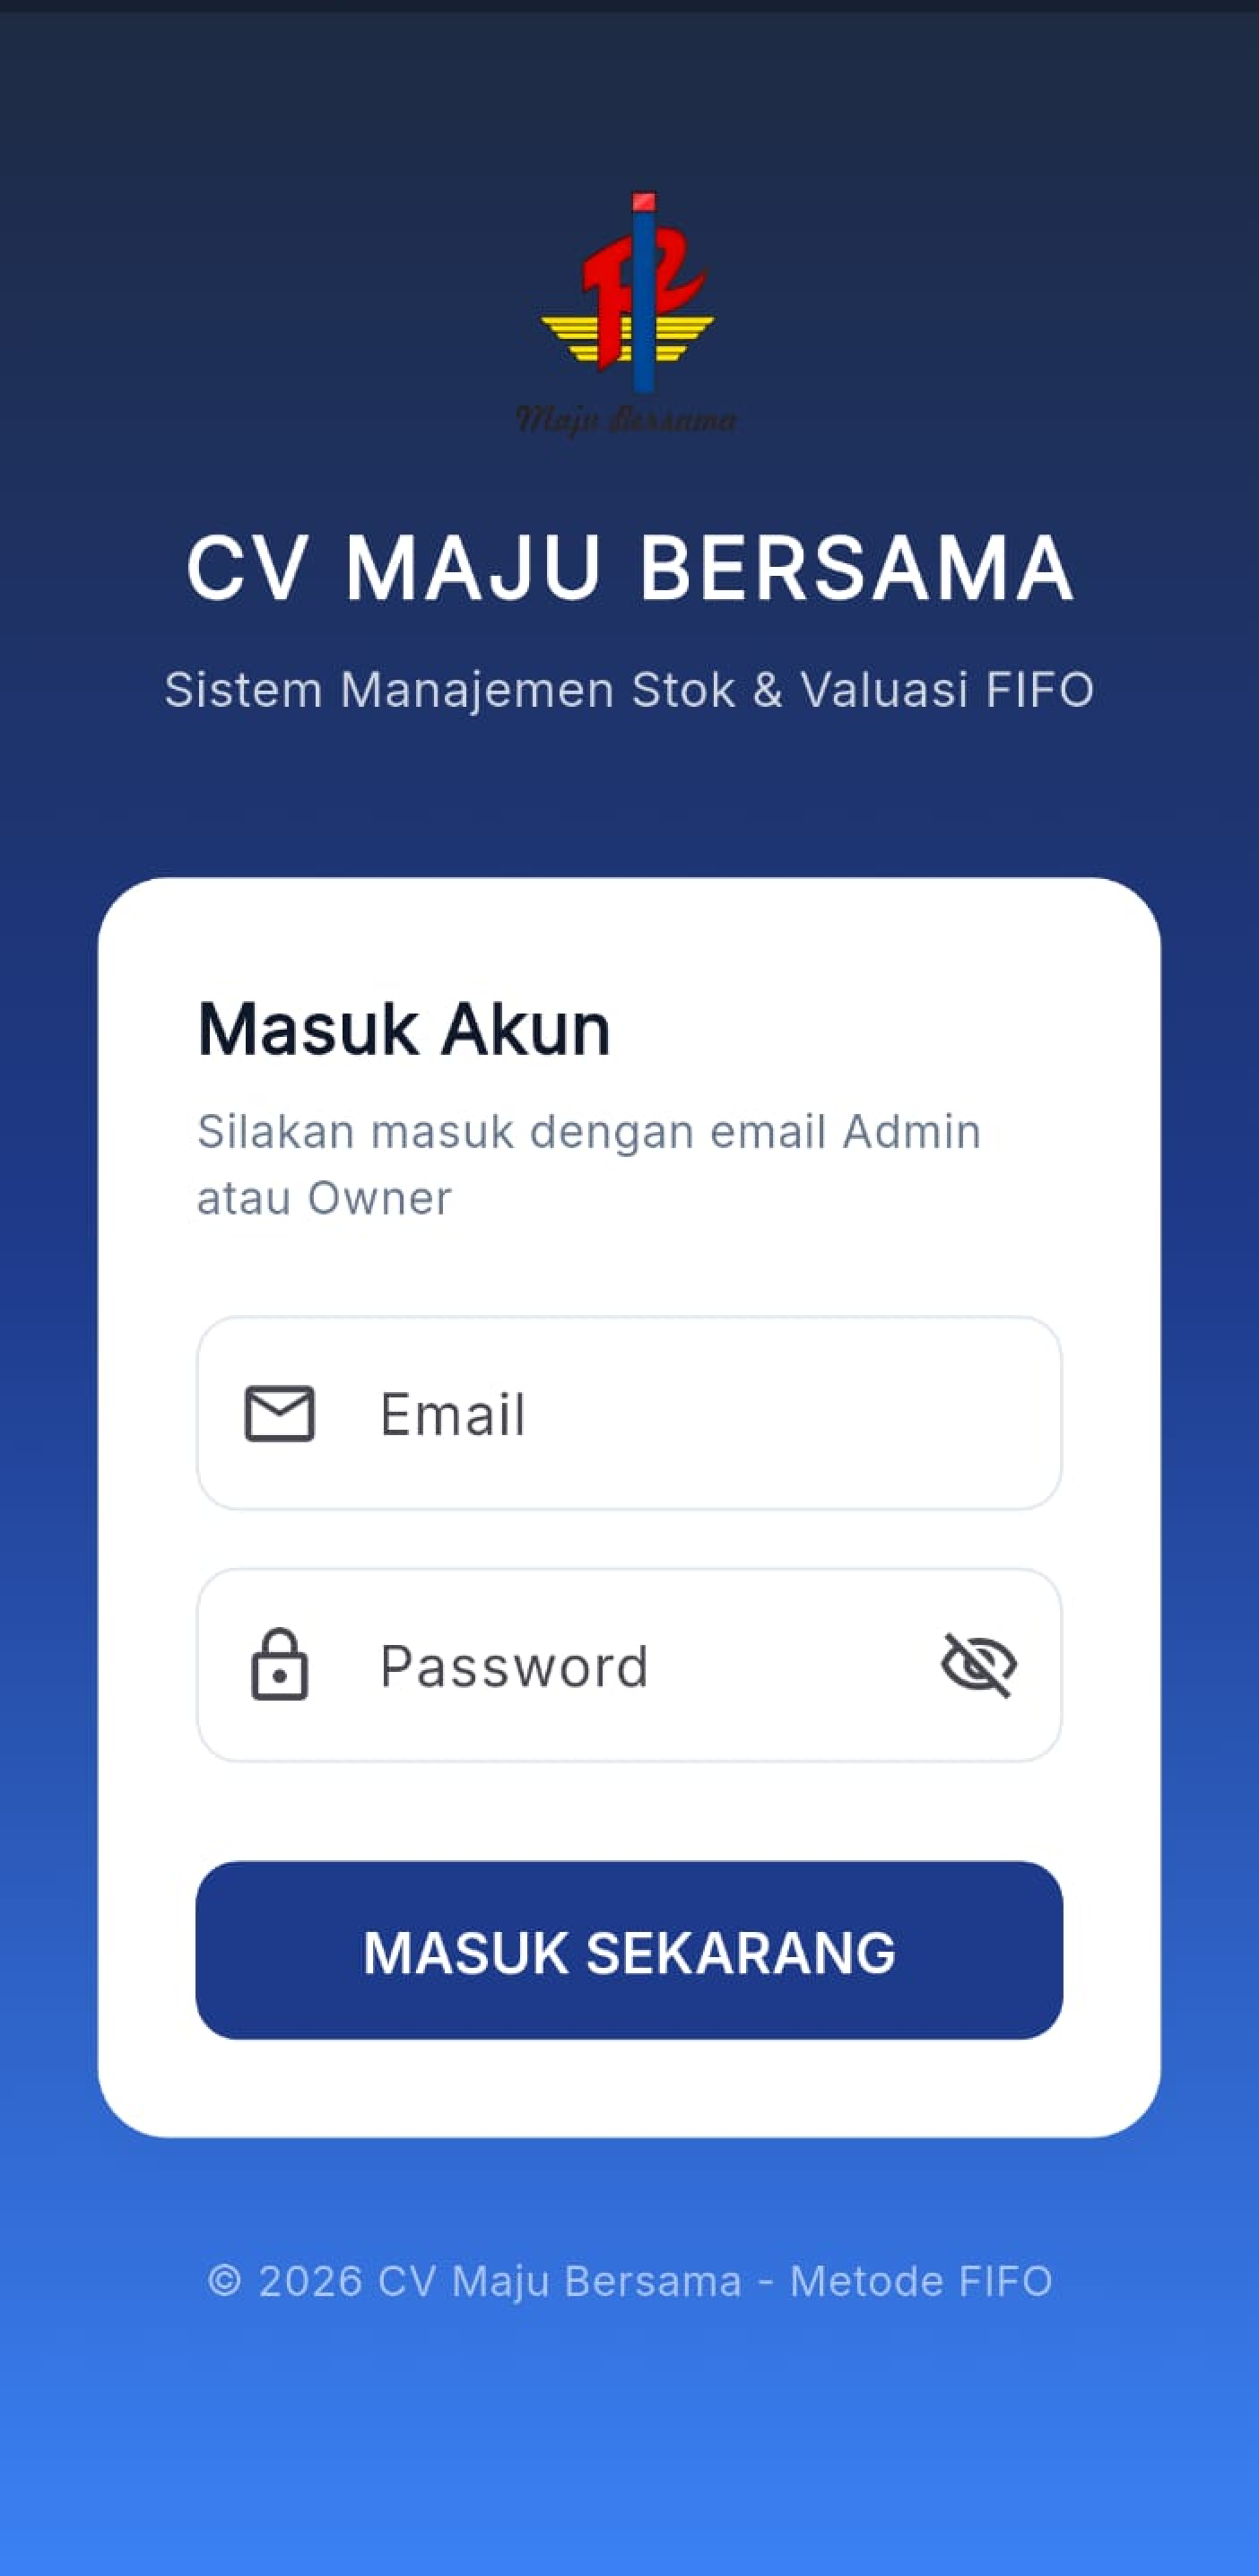 Maju Bersama
CV MAJU BERSAMA
Sistem Manajemen Stok & Valuasi FIFO
Masuk Akun
Silakan masuk dengan email Admin
atau Owner
Email
Password
MASUK SEKARANG
© 2026 CV Maju Bersama - Metode FIFO